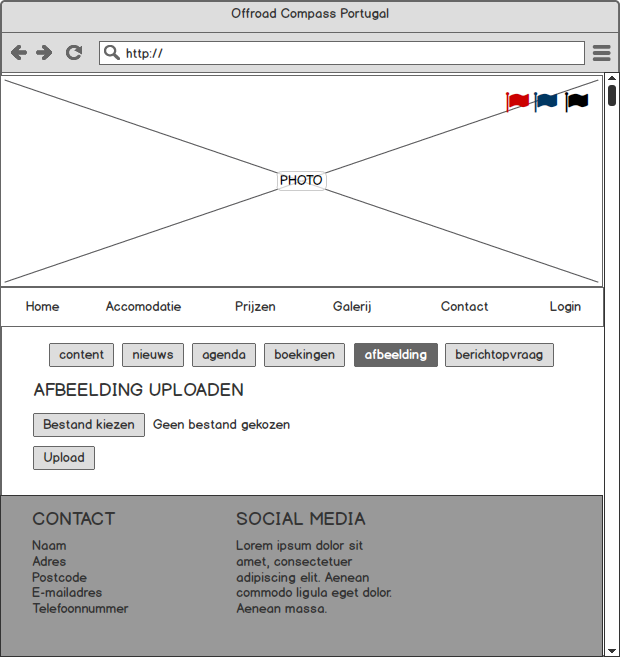 Offroad Compass Portugal
http://
PHOTO
Home Accomodatie Prijzen Galerij Contact Login
content nieuws agenda boekingen afbeelding berichtopvraag
AFBEELDING UPLOADEN
Bestand kiezen Geen bestand gekozen
Upload
CONTACT
Naam
Adres
Postcode
E-mailadres
Telefoonnummer
SOCIAL MEDIA
Lorem ipsum dolor sit
amet, consectetuer
adipiscing elit. Aenean
commodo ligula eget dolor.
Aenean massa.